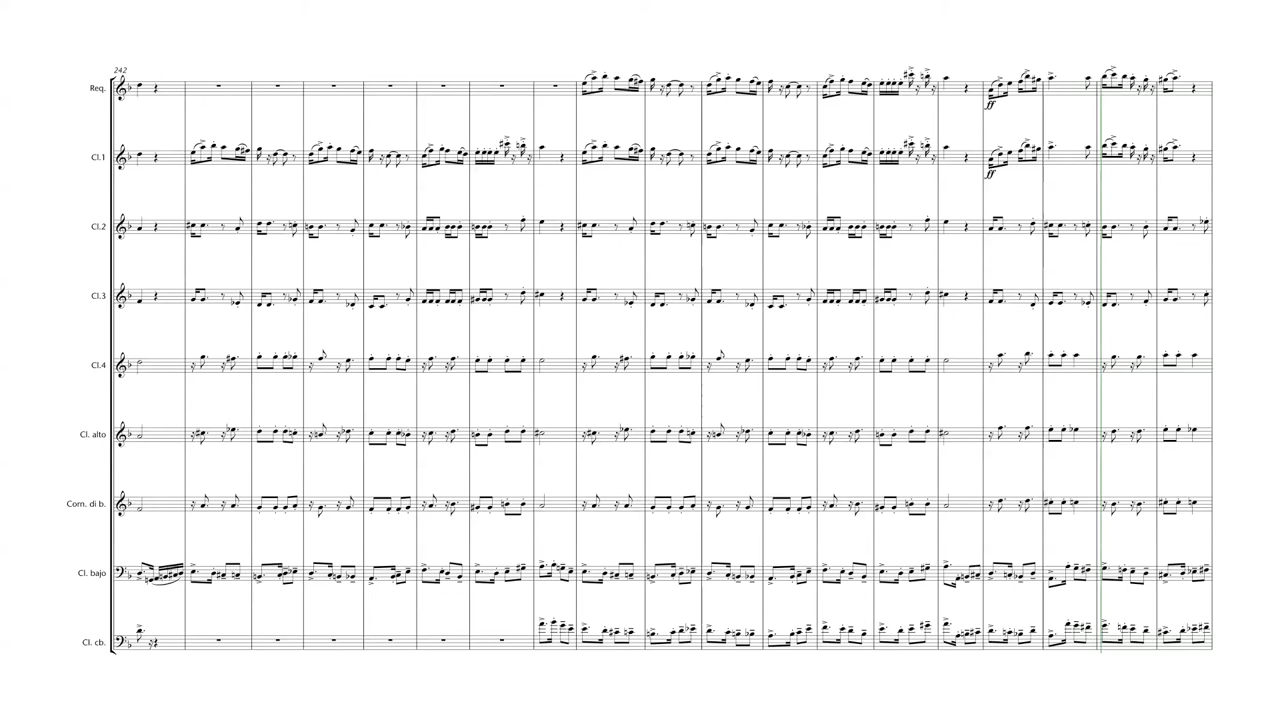 242
Req.
ff
Cl.1
ff
Cl.2
Cl.3
Cl.4
Cl. alto
Corn. di b.
Cl. bajo
Cl. cb.